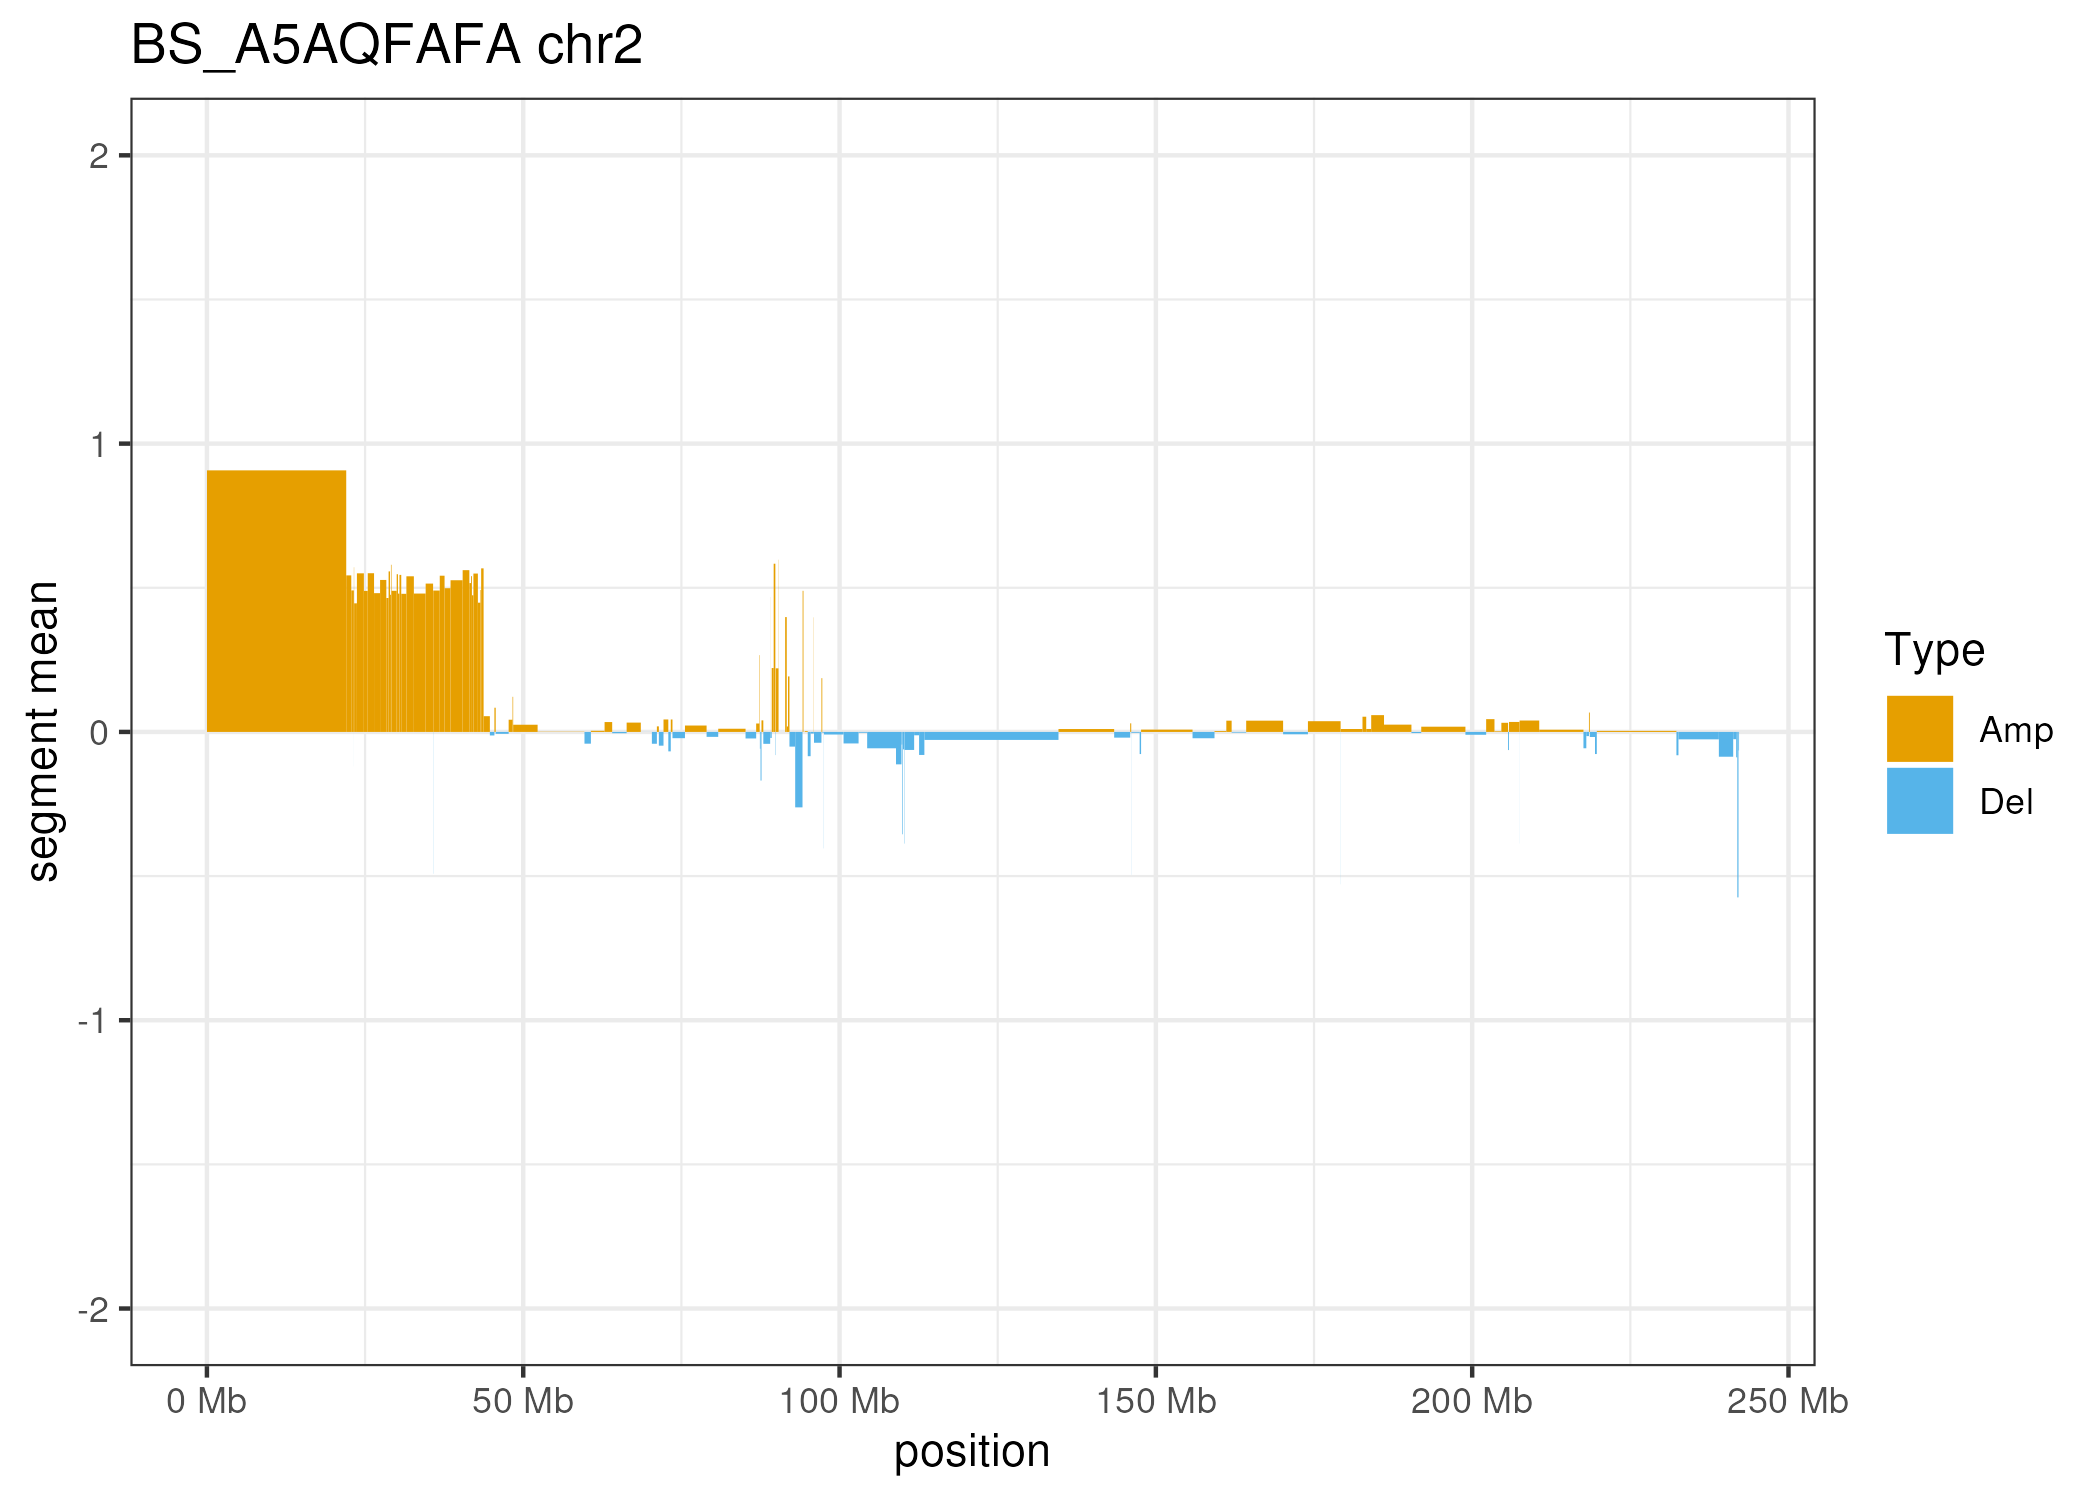 BS_A5AQFAFA chr2
2
1
0
-1
-2
segment mean
0 Mb
50 Mb
100 Mb
150 Mb
200 Mb
250 Mb
position
Type
Amp
Del